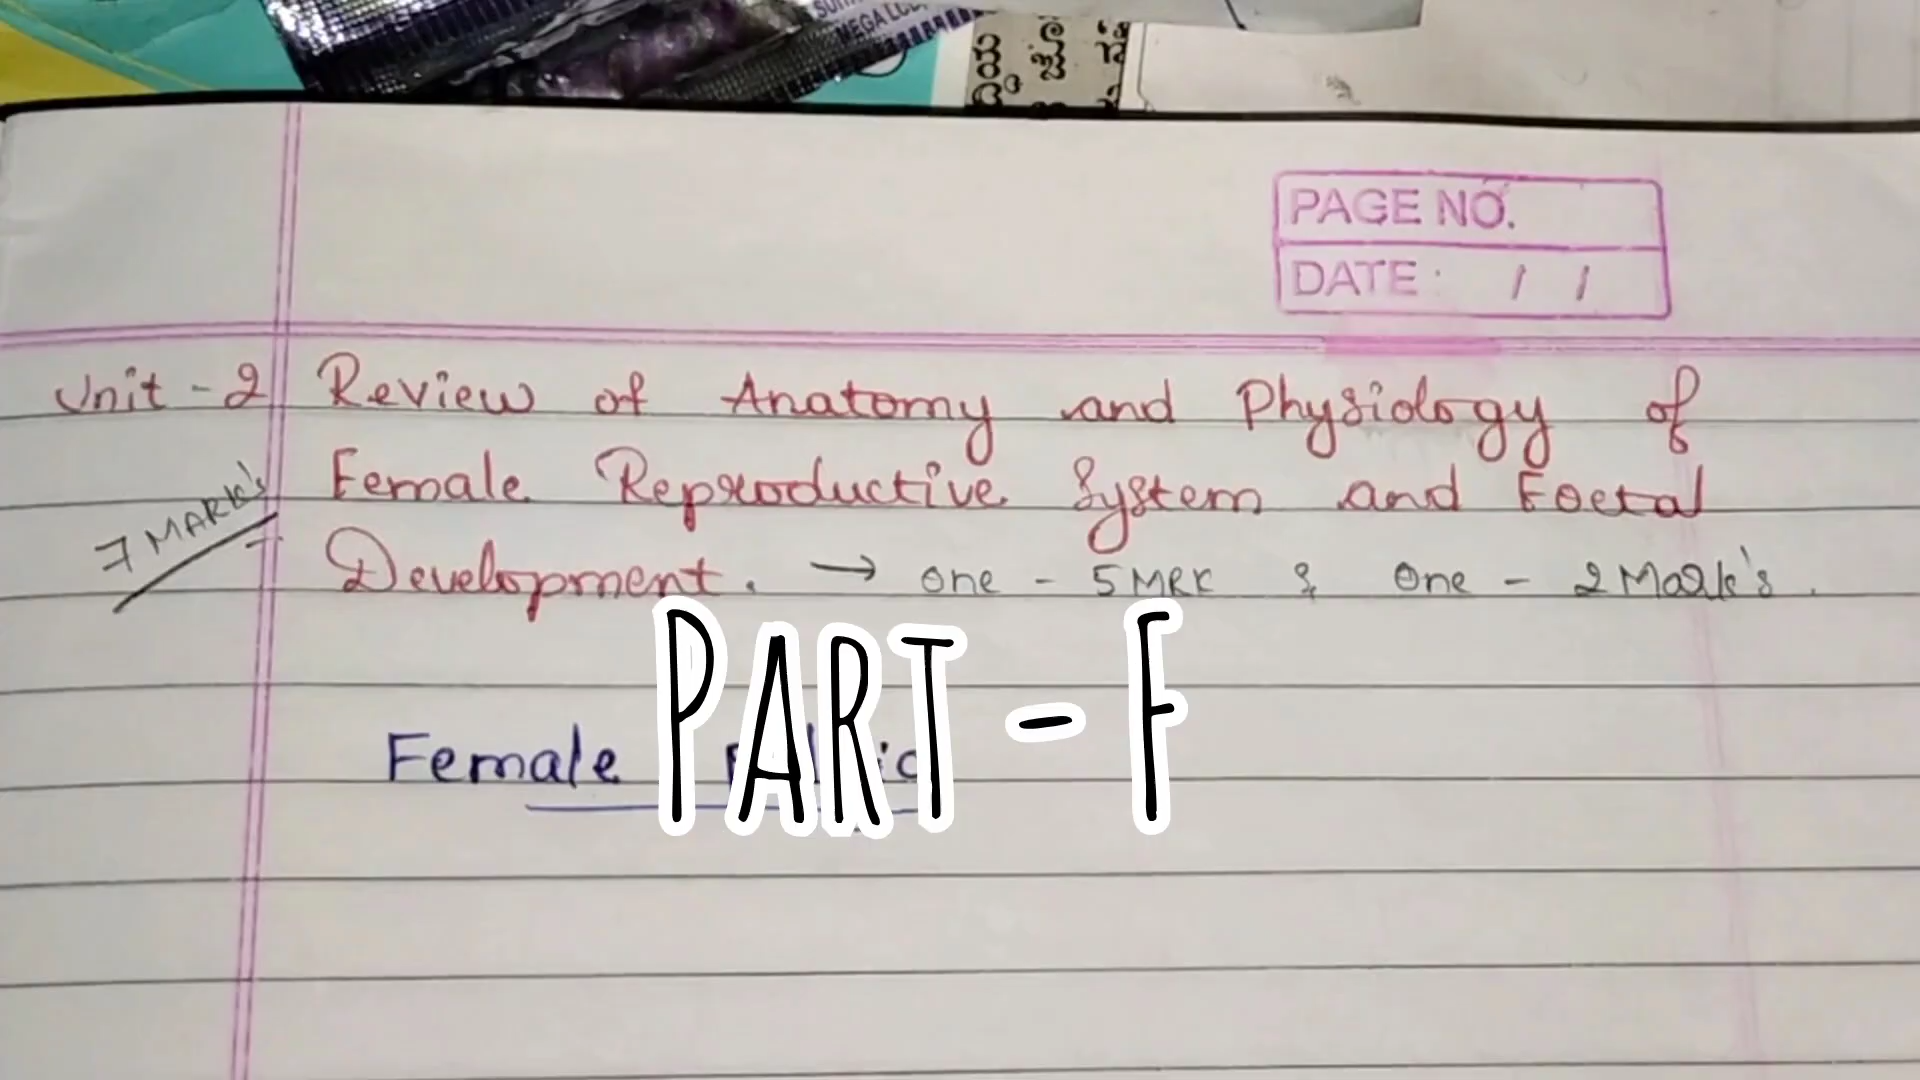 MEGA
PAGE NO.
DATE : / /
Unit - 2 Review of Anatomy and Physiology of
Female Reproductive System and Foetal
7 MARK's
Development. → One - 5 MRK & One - 2 Mark's.
PART - F
Female